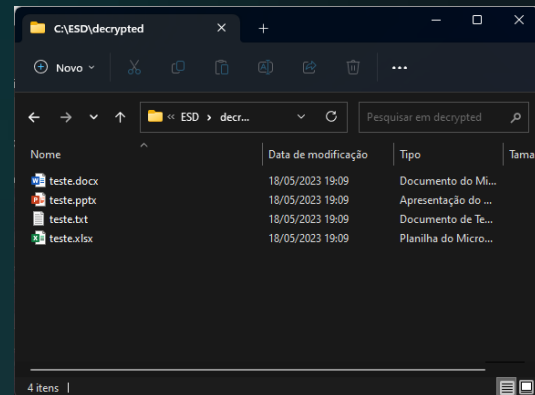 C:\ESD\decrypted
Novo
ESD decr... Pesquisar em decrypted
Nome Data de modificação Tipo Tama
teste.docx 18/05/2023 19:09 Documento do Mi...
teste.pptx 18/05/2023 19:09 Apresentação do ...
teste.txt 18/05/2023 19:09 Documento de Te...
teste.xlsx 18/05/2023 19:09 Planilha do Micro...
4 itens